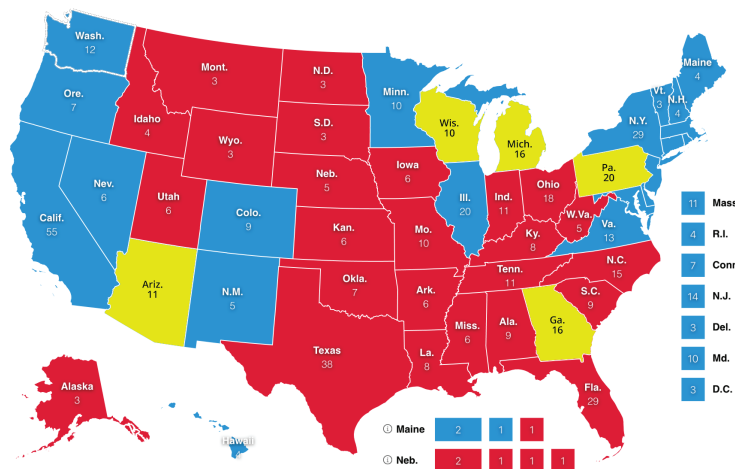 Wash.
12
Ore.
7
Calif.
55
Nev.
6
Idaho
4
Mont.
3
Wyo.
3
Utah
6
Colo.
9
Ariz.
11
N.M.
5
N.D.
3
S.D.
3
Neb.
5
Kan.
6
Okla.
7
Texas
38
Minn.
10
Iowa
6
Mo.
10
Ark.
6
La.
8
Wis.
10
Ill.
20
Mich.
16
Ind.
11
Ohio
18
Ky.
8
Tenn.
11
Miss.
6
Ala.
9
Ga.
16
Fla.
29
S.C.
9
N.C.
15
W.Va.
5
Va.
13
Pa.
20
N.Y.
29
Vt.
3
N.H.
4
Maine
4
Alaska
3
Hawaii
11 Mass
4 R.I.
7 Conn
14 N.J.
3 Del.
10 Md.
3 D.C.
Maine 2 1 1
Neb. 2 1 1 1